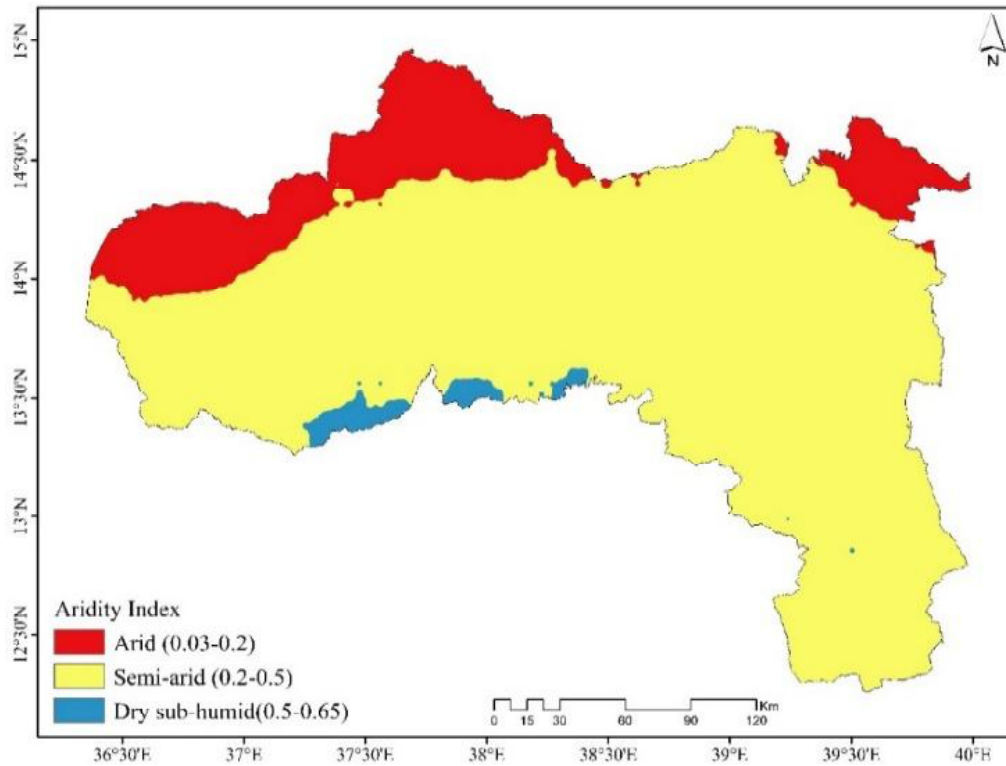 15°N
14°30'N
14°N
13°30'N
13°N
12°30'N
N
Aridity Index
Arid (0.03-0.2)
Semi-arid (0.2-0.5)
Dry sub-humid(0.5-0.65)
Km
0 15 30 60 90 120
36°30'E 37°E 37°30'E 38°E 38°30'E 39°E 39°30'E 40°E